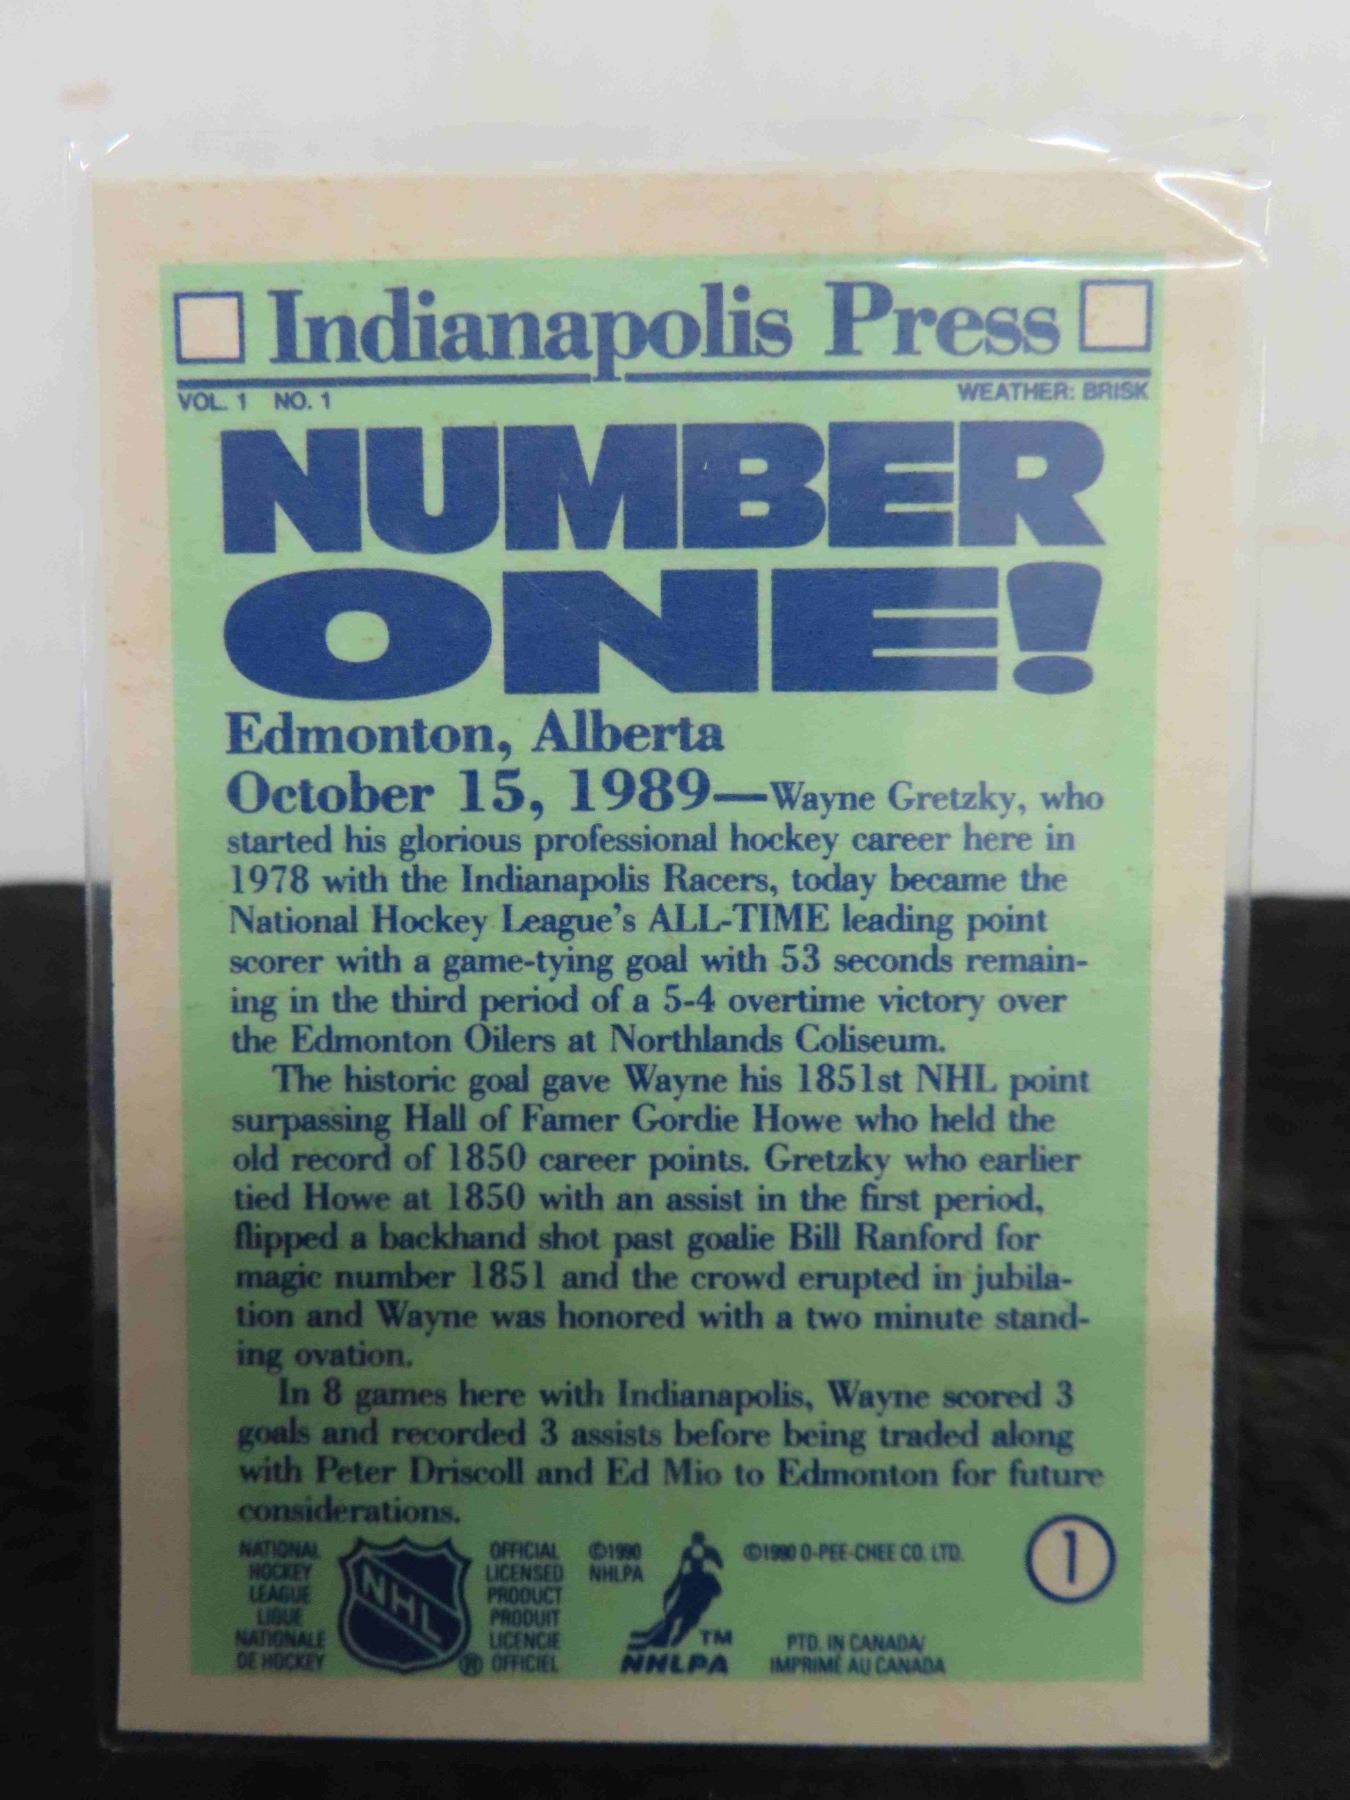 Indianapolis Press
VOL. 1 NO. 1 WEATHER: BRISK
NUMBER
ONE!
Edmonton, Alberta
October 15, 1989—Wayne Gretzky, who
started his glorious professional hockey career here in
1978 with the Indianapolis Racers, today became the
National Hockey League's ALL-TIME leading point
scorer with a game-tying goal with 53 seconds remain-
ing in the third period of a 5-4 overtime victory over
the Edmonton Oilers at Northlands Coliseum.
The historic goal gave Wayne his 1851st NHL point
surpassing Hall of Famer Gordie Howe who held the
old record of 1850 career points. Gretzky who earlier
tied Howe at 1850 with an assist in the first period,
flipped a backhand shot past goalie Bill Ranford for
magic number 1851 and the crowd erupted in jubila-
tion and Wayne was honored with a two minute stand-
ing ovation.
In 8 games here with Indianapolis, Wayne scored 3
goals and recorded 3 assists before being traded along
with Peter Driscoll and Ed Mio to Edmonton for future
considerations.
NATIONAL
HOCKEY
LEAGUE
LIGUE
NATIONALE
DE HOCKEY
NHL
®
OFFICIAL
LICENSED
PRODUCT
PRODUIT
LICENCIE
OFFICIEL
©1990
NHLPA
TM
NHLPA
©1990 O-PEE-CHEE CO. LTD.
PTD. IN CANADA/
IMPRIMÉ AU CANADA
1